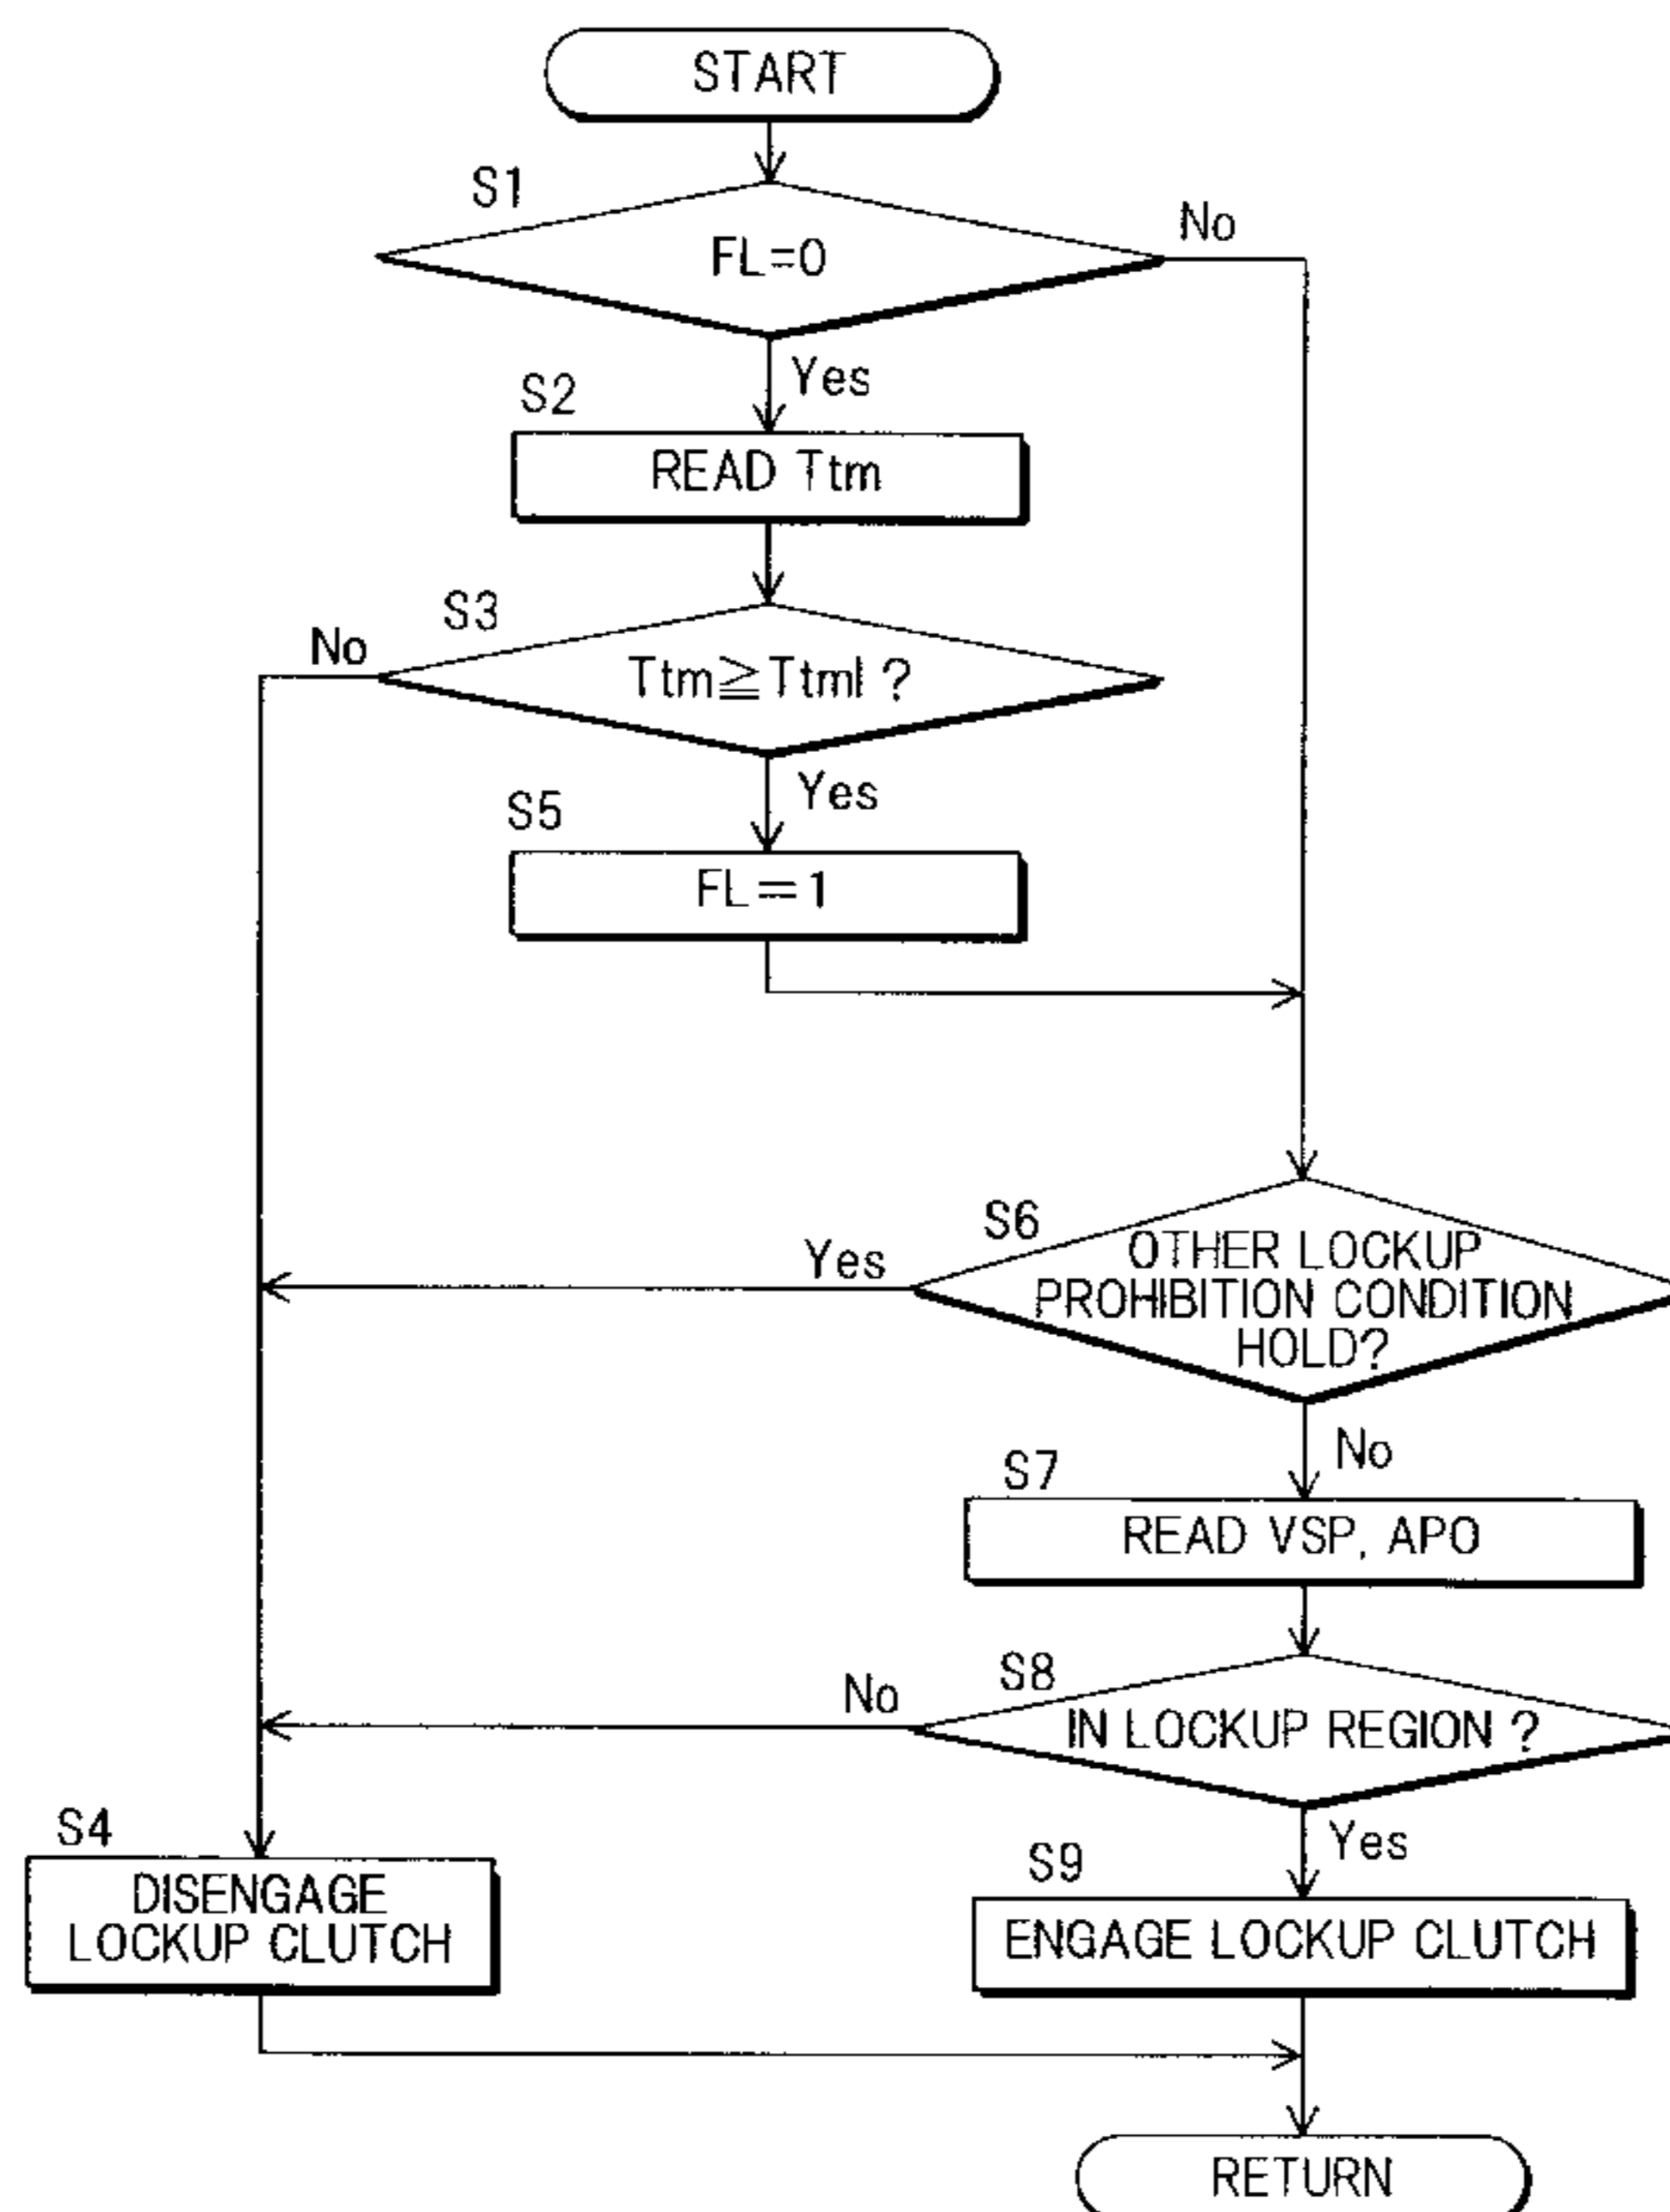 START
S1
FL=0
No
Yes
S2
READ Ttm
S3
No
Ttm≧Ttml ?
Yes
S5
FL=1
S6
Yes
OTHER LOCKUP
PROHIBITION CONDITION
HOLD?
No
S7
READ VSP, APO
S8
No
IN LOCKUP REGION ?
Yes
S4
DISENGAGE
LOCKUP CLUTCH
S9
ENGAGE LOCKUP CLUTCH
RETURN